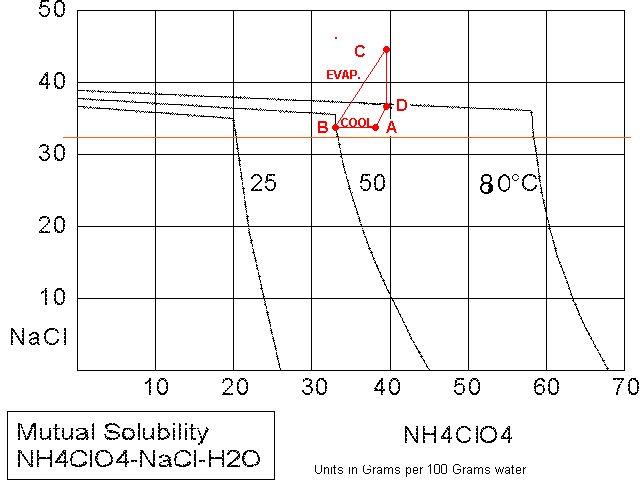 50
C
EVAP.
40
D
B
COOL
A
30
25
50
80°C
20
10
NaCl
10
20
30
40
50
60
70
Mutual Solubility
NH4ClO4-NaCl-H2O
NH4ClO4
Units in Grams per 100 Grams water